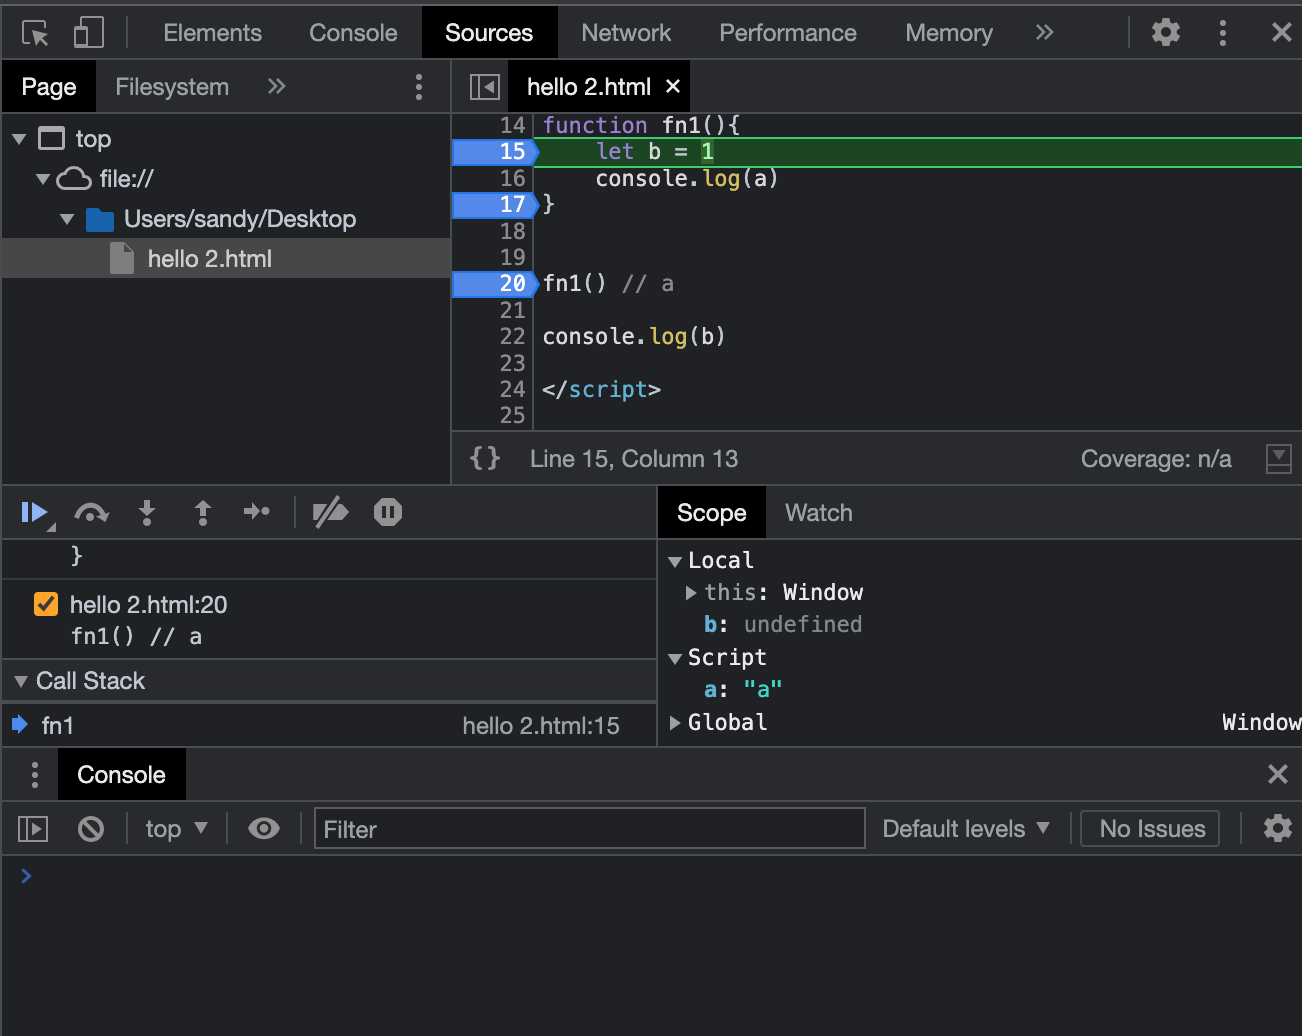 Elements Console Sources Network Performance Memory
Page Filesystem
hello 2.html
top
file://
Users/sandy/Desktop
hello 2.html
14 function fn1(){
15     let b = 1
16     console.log(a)
17 }
18
19
20 fn1() // a
21
22 console.log(b)
23
24 </script>
25
{} Line 15, Column 13 Coverage: n/a
}
hello 2.html:20
fn1() // a
Call Stack
fn1 hello 2.html:15
Scope Watch
Local
this: Window
b: undefined
Script
a: "a"
Global Window
Console
top Filter Default levels No Issues